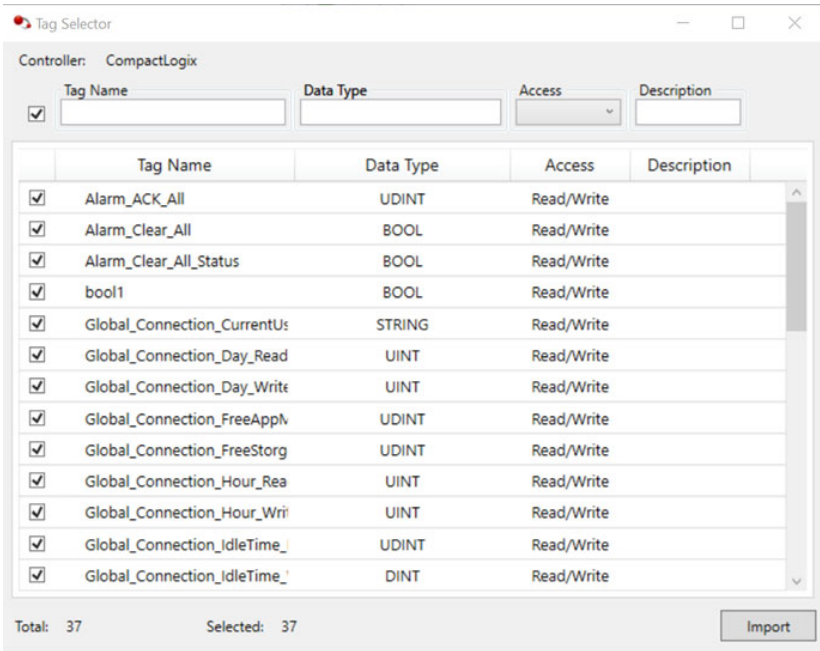 Tag Selector
Controller: CompactLogix
Tag Name Data Type Access Description
Tag Name Data Type Access Description
Alarm_ACK_All UDINT Read/Write
Alarm_Clear_All BOOL Read/Write
Alarm_Clear_All_Status BOOL Read/Write
bool1 BOOL Read/Write
Global_Connection_CurrentUs STRING Read/Write
Global_Connection_Day_Read UINT Read/Write
Global_Connection_Day_Write UINT Read/Write
Global_Connection_FreeAppM UDINT Read/Write
Global_Connection_FreeStorg UDINT Read/Write
Global_Connection_Hour_Rea UINT Read/Write
Global_Connection_Hour_Writ UINT Read/Write
Global_Connection_IdleTime_ UDINT Read/Write
Global_Connection_IdleTime_ DINT Read/Write
Total: 37 Selected: 37 Import